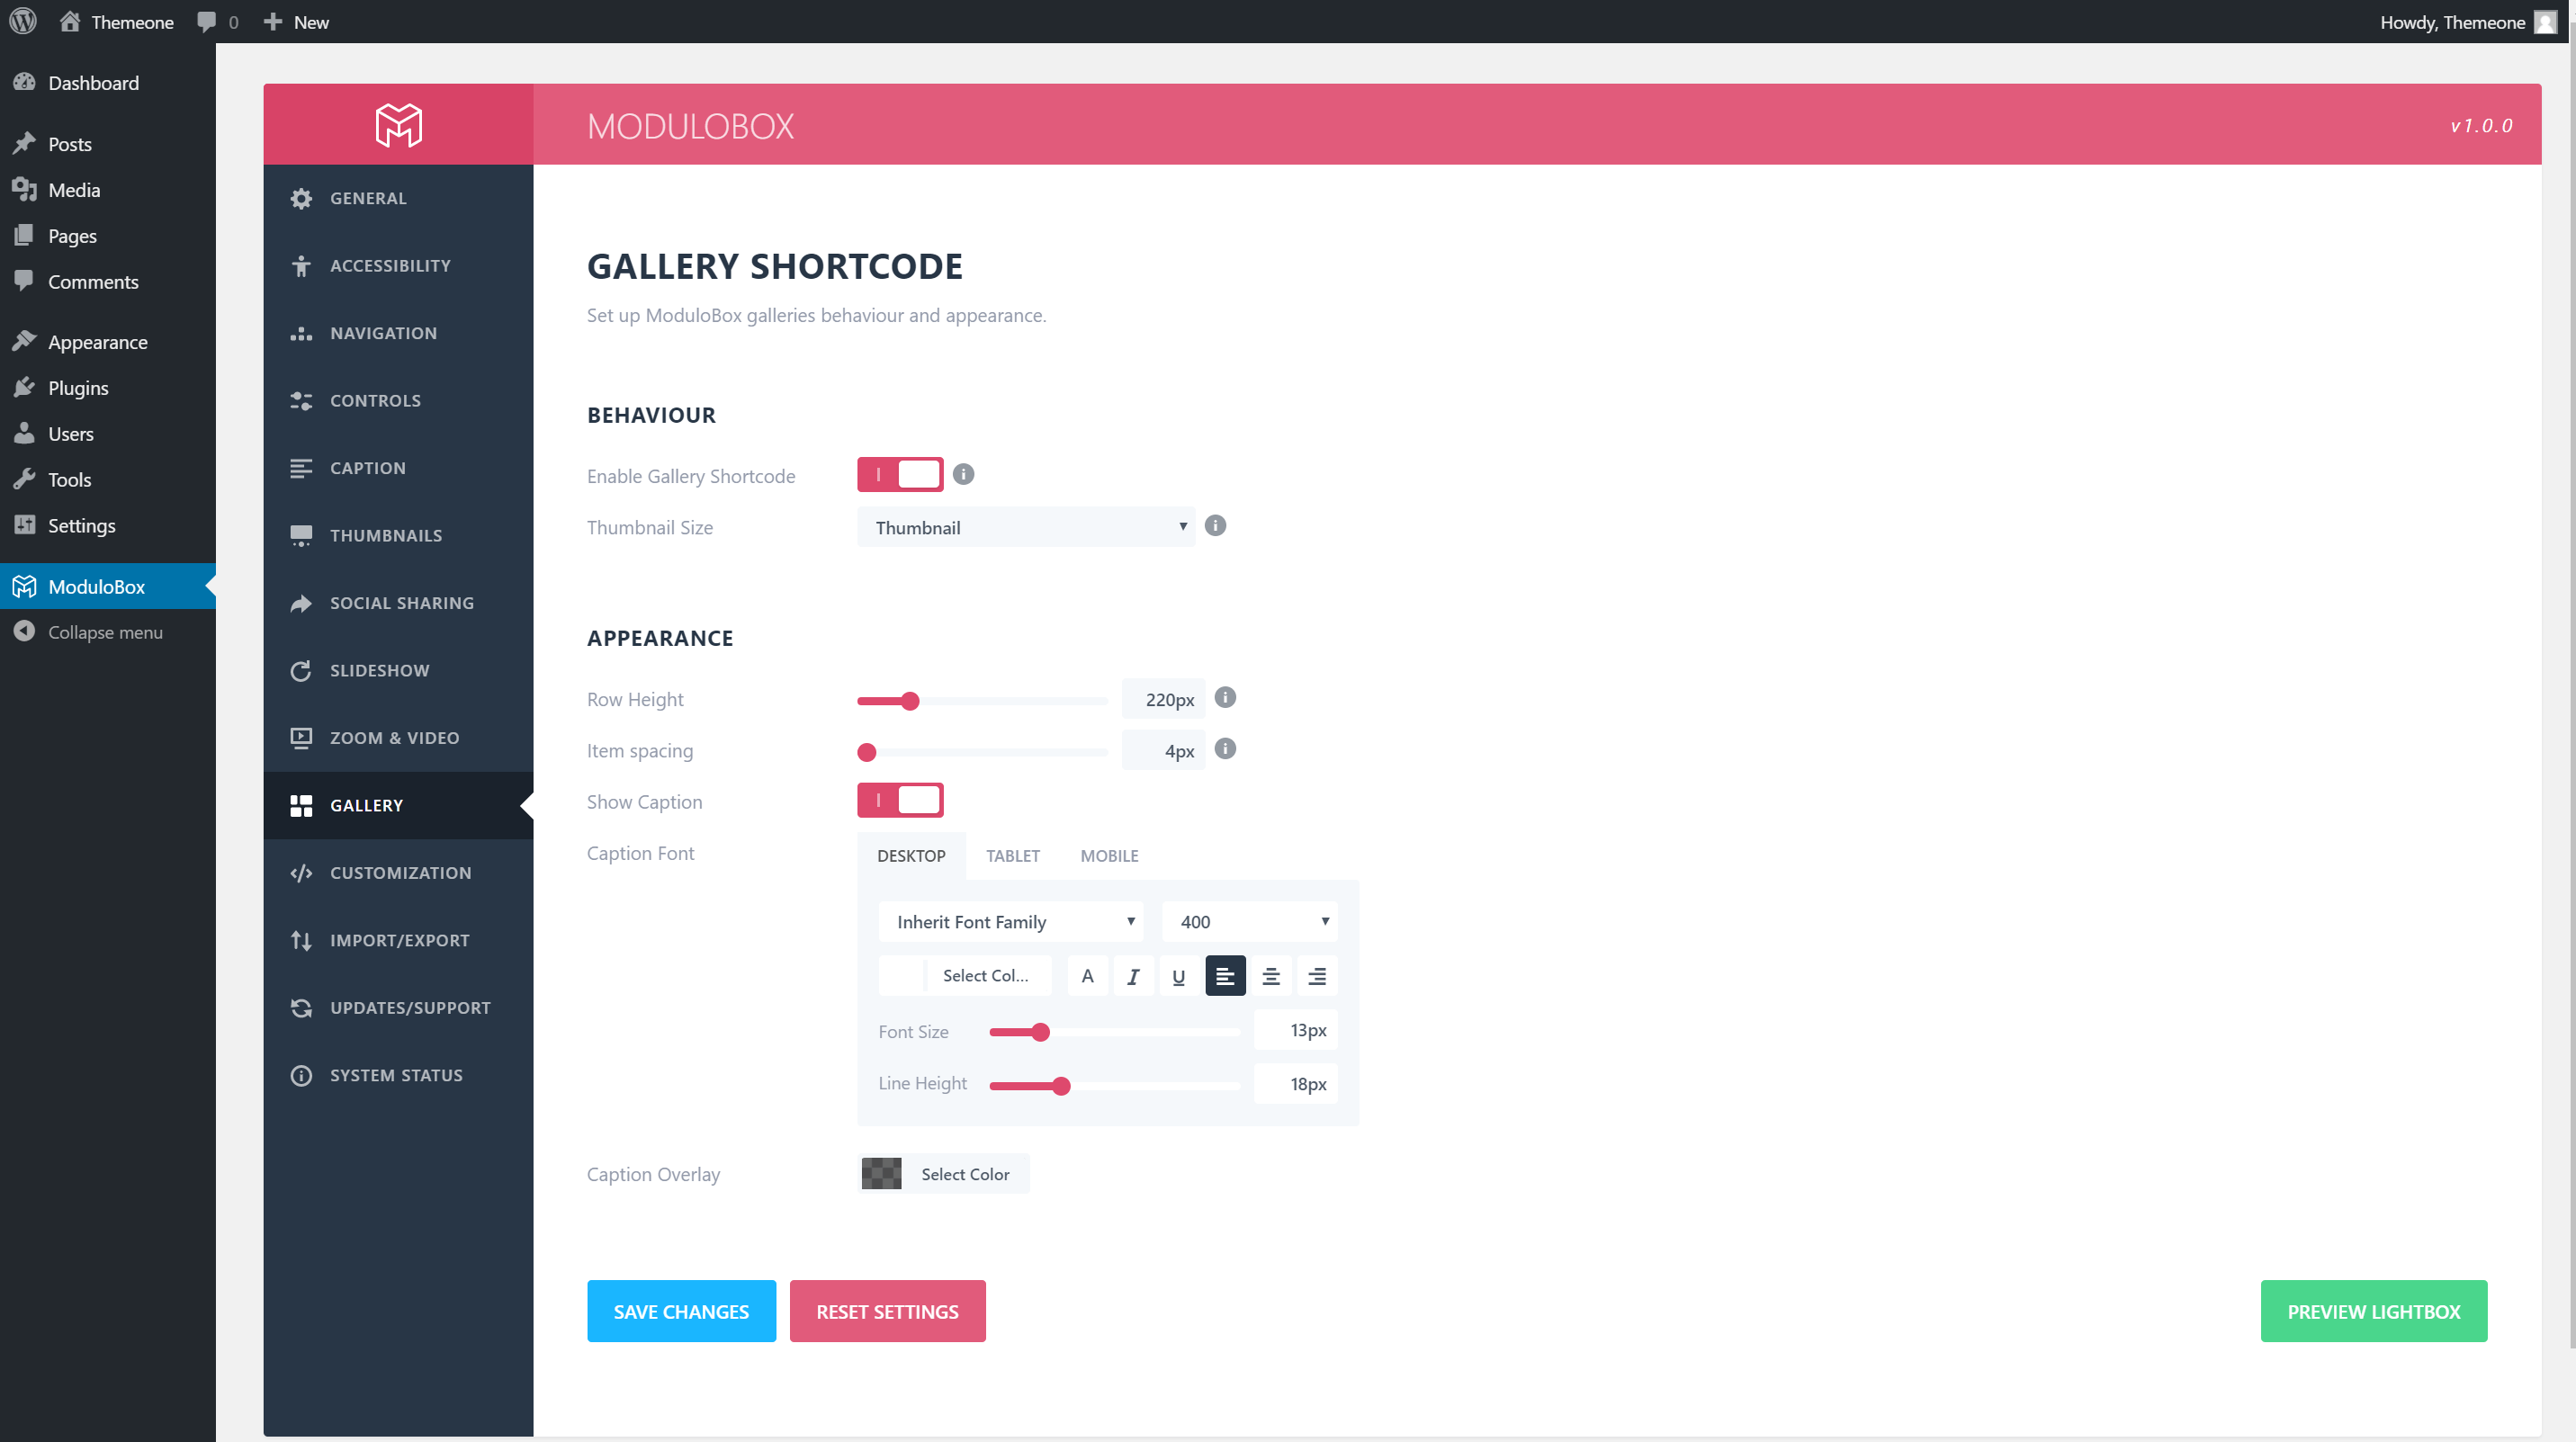 Themeone
0
New
Howdy, Themeone
Dashboard
Posts
Media
Pages
Comments
Appearance
Plugins
Users
Tools
Settings
ModuloBox
Collapse menu
MODULOBOX
v1.0.0
GENERAL
ACCESSIBILITY
NAVIGATION
CONTROLS
CAPTION
THUMBNAILS
SOCIAL SHARING
SLIDESHOW
ZOOM & VIDEO
GALLERY
CUSTOMIZATION
IMPORT/EXPORT
UPDATES/SUPPORT
SYSTEM STATUS
GALLERY SHORTCODE
Set up ModuloBox galleries behaviour and appearance.
BEHAVIOUR
Enable Gallery Shortcode
Thumbnail Size
Thumbnail
APPEARANCE
Row Height
220px
Item spacing
4px
Show Caption
Caption Font
DESKTOP TABLET MOBILE
Inherit Font Family
400
Select Col...
A I U
Font Size
13px
Line Height
18px
Caption Overlay
Select Color
SAVE CHANGES
RESET SETTINGS
PREVIEW LIGHTBOX